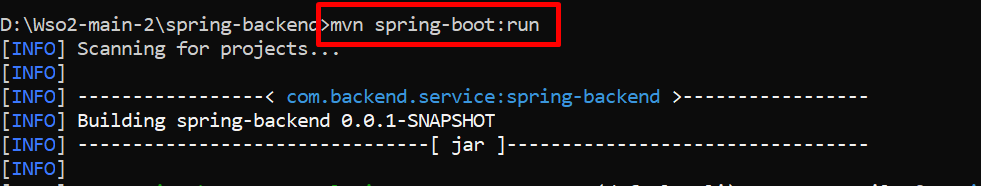 D:\Wso2-main-2\spring-backend>mvn spring-boot:run
[INFO] Scanning for projects...
[INFO]
[INFO] -----------------< com.backend.service:spring-backend >-----------------
[INFO] Building spring-backend 0.0.1-SNAPSHOT
[INFO] --------------------------------[ jar ]---------------------------------
[INFO]